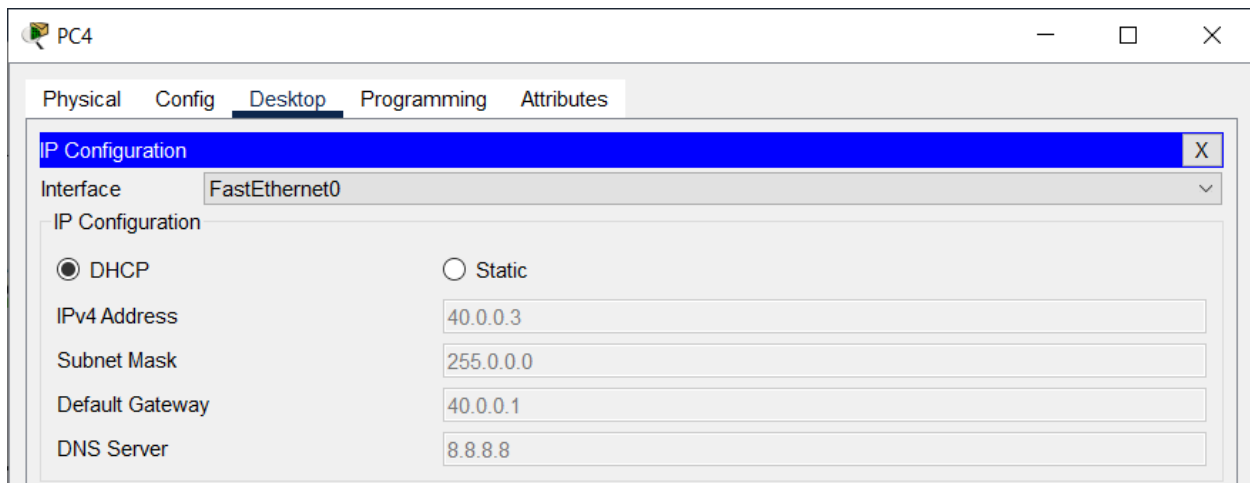 PC4
Physical Config Desktop Programming Attributes
IP Configuration X
Interface FastEthernet0
IP Configuration
DHCP Static
IPv4 Address 40.0.0.3
Subnet Mask 255.0.0.0
Default Gateway 40.0.0.1
DNS Server 8.8.8.8